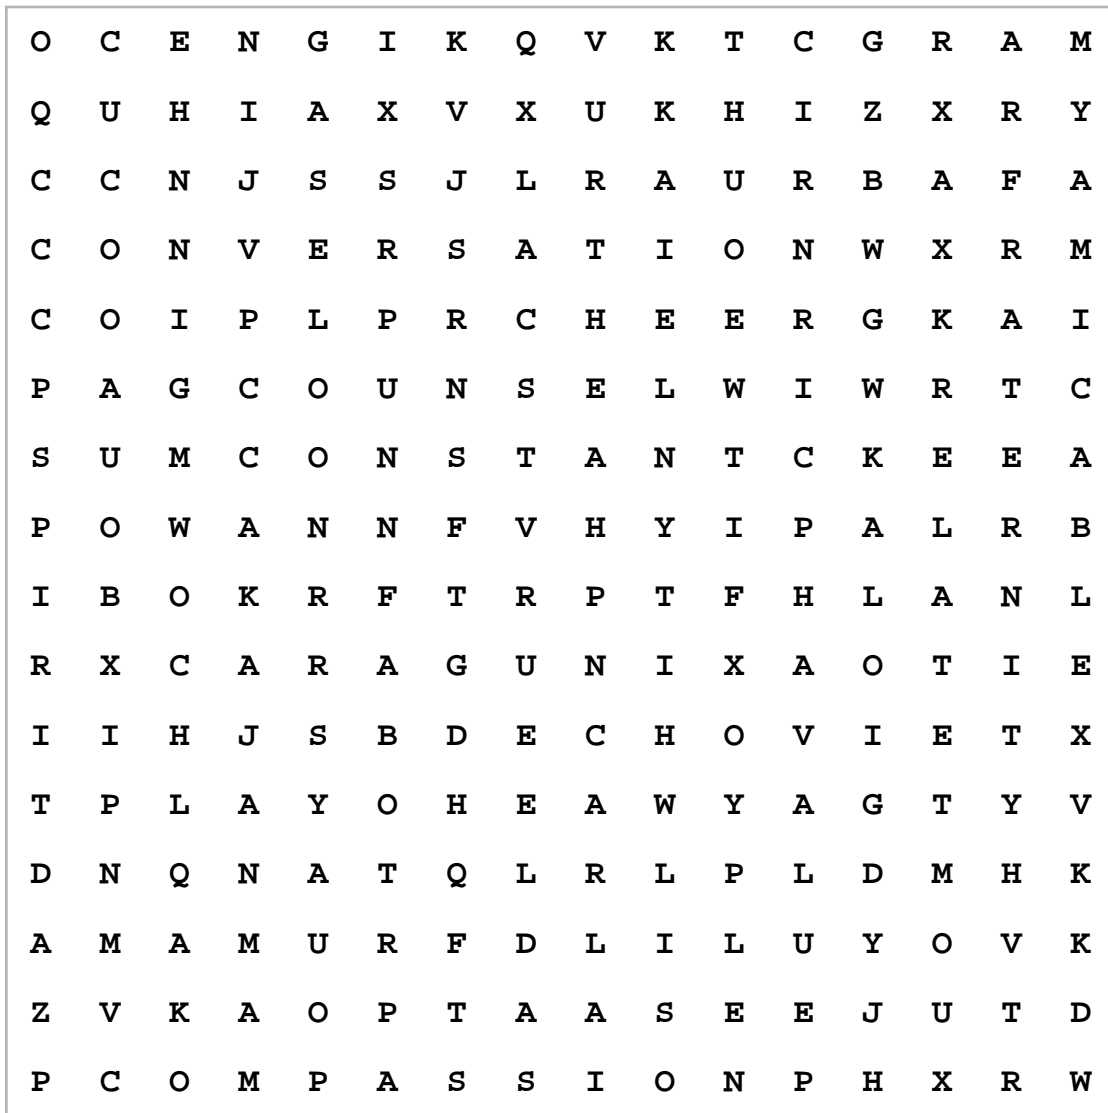 O C E N G I K Q V K T C G R A M
Q U H I A X V X U K H I Z X R Y
C C N J S S J L R A U R B A F A
C O N V E R S A T I O N W X R M
C O I P L P R C H E E R G K A I
P A G C O U N S E L W I W R T C
S U M C O N S T A N T C K E E A
P O W A N N F V H Y I P A L R B
I B O K R F T R P T F H L A N L
R X C A R A G U N I X A O T I E
I I H J S B D E C H O V I E T X
T P L A Y O H E A W Y A G T Y V
D N Q N A T Q L R L P L D M H K
A M A M U R F D L I L U Y O V K
Z V K A O P T A A S E E J U T D
P C O M P A S S I O N P H X R W